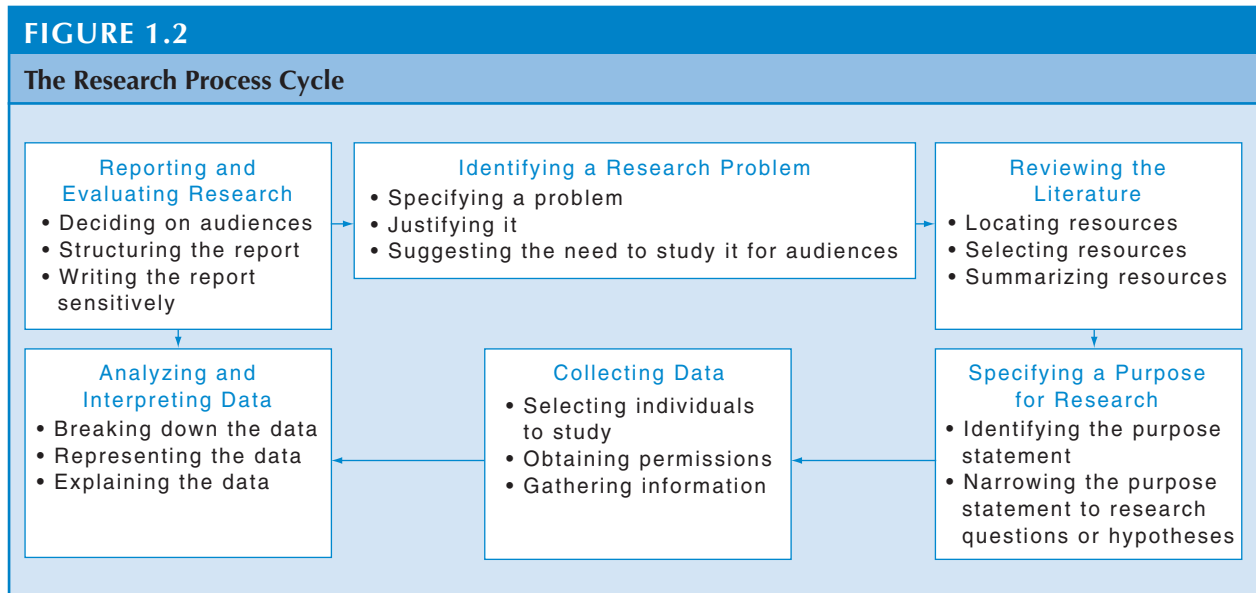 FIGURE 1.2
The Research Process Cycle
Reporting and
Evaluating Research
• Deciding on audiences
• Structuring the report
• Writing the report
sensitively
Identifying a Research Problem
• Specifying a problem
• Justifying it
• Suggesting the need to study it for audiences
Reviewing the
Literature
• Locating resources
• Selecting resources
• Summarizing resources
Analyzing and
Interpreting Data
• Breaking down the data
• Representing the data
• Explaining the data
Collecting Data
• Selecting individuals
to study
• Obtaining permissions
• Gathering information
Specifying a Purpose
for Research
• Identifying the purpose
statement
• Narrowing the purpose
statement to research
questions or hypotheses